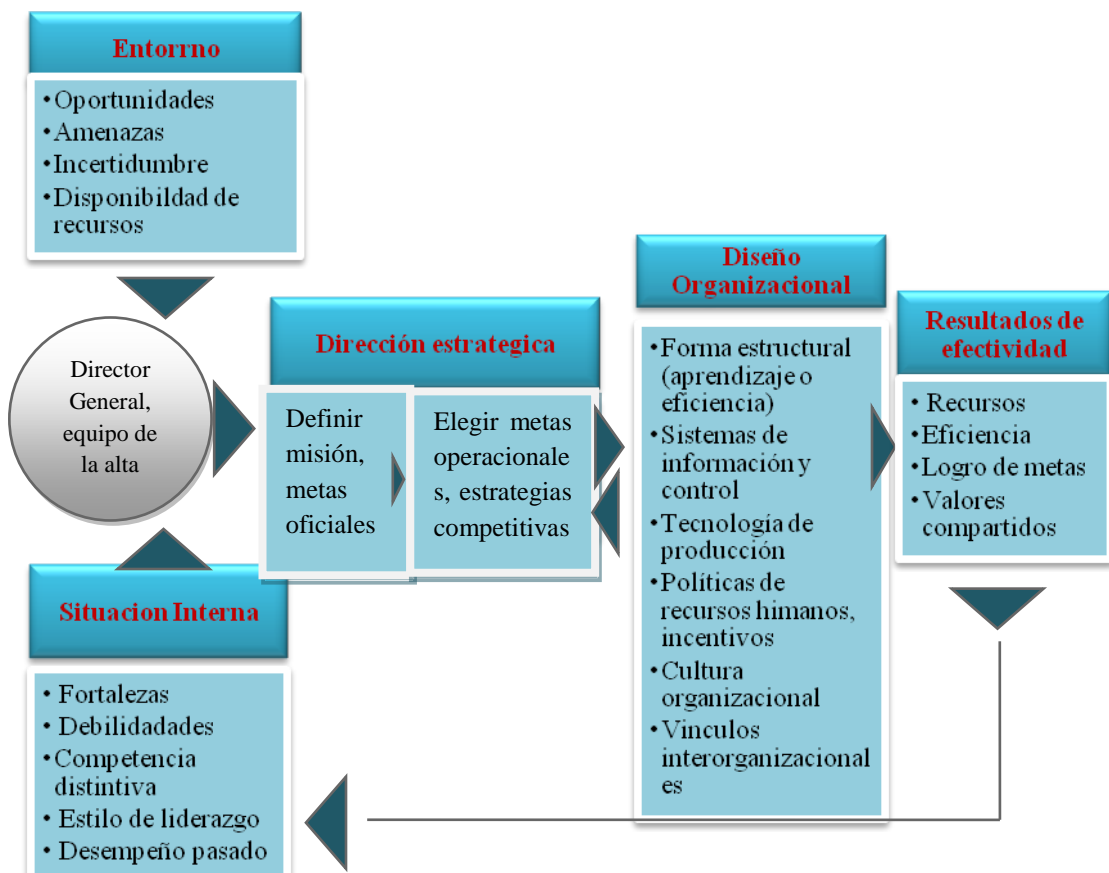 Entorrno
•Oportunidades
•Amenazas
•Incertidumbre
•Disponibildad de
recursos
Director
General,
equipo de
la alta
Situacion Interna
• Fortalezas
• Debilidadades
• Competencia
distintiva
• Estilo de liderazgo
• Desempeño pasado
Dirección estrategica
Definir
misión,
metas
oficiales
Elegir metas
operacionale
s, estrategias
competitivas
Diseño
Organizacional
•Forma estructural
(aprendizaje o
eficiencia)
•Sistemas de
información y
control
•Tecnología de
producción
•Políticas de
recursos humanos,
incentivos
•Cultura
organizacional
•Vinculos
interorganizacional
es
Resultados de
efectividad
• Recursos
•Eficiencia
•Logro de metas
•Valores
compartidos